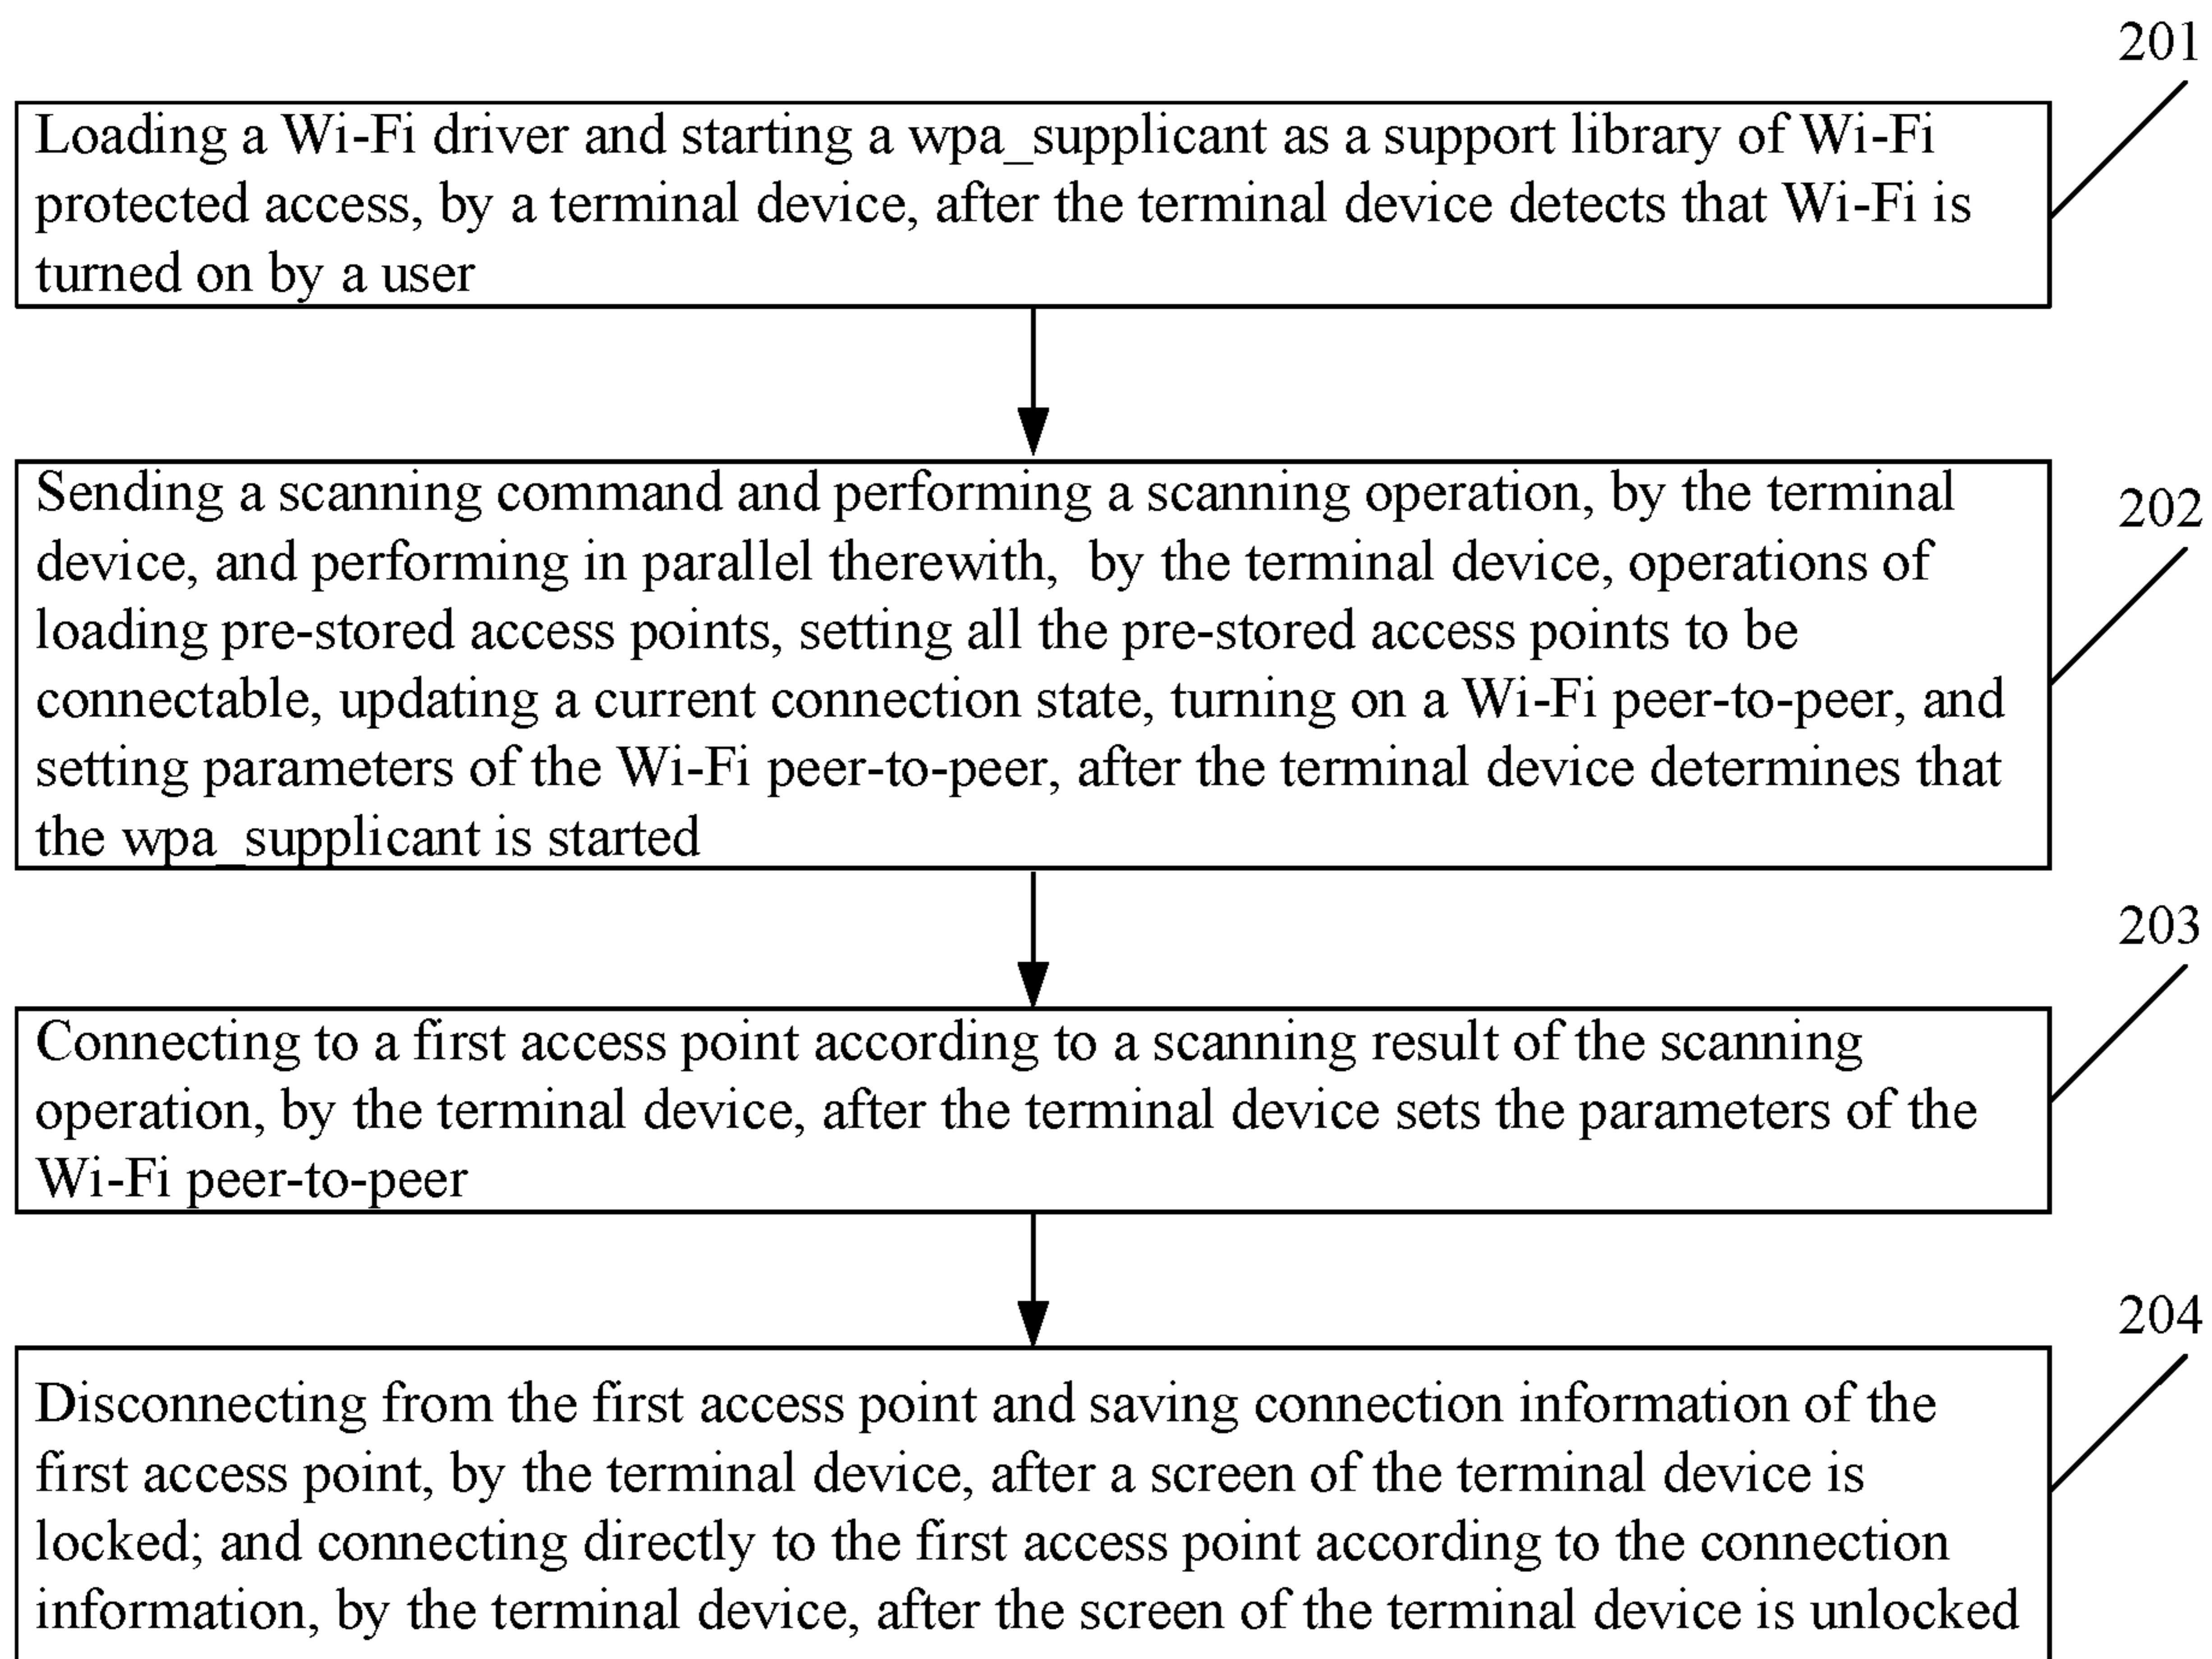 201
Loading a Wi-Fi driver and starting a wpa_supplicant as a support library of Wi-Fi
protected access, by a terminal device, after the terminal device detects that Wi-Fi is
turned on by a user
202
Sending a scanning command and performing a scanning operation, by the terminal
device, and performing in parallel therewith, by the terminal device, operations of
loading pre-stored access points, setting all the pre-stored access points to be
connectable, updating a current connection state, turning on a Wi-Fi peer-to-peer, and
setting parameters of the Wi-Fi peer-to-peer, after the terminal device determines that
the wpa_supplicant is started
203
Connecting to a first access point according to a scanning result of the scanning
operation, by the terminal device, after the terminal device sets the parameters of the
Wi-Fi peer-to-peer
204
Disconnecting from the first access point and saving connection information of the
first access point, by the terminal device, after a screen of the terminal device is
locked; and connecting directly to the first access point according to the connection
information, by the terminal device, after the screen of the terminal device is unlocked